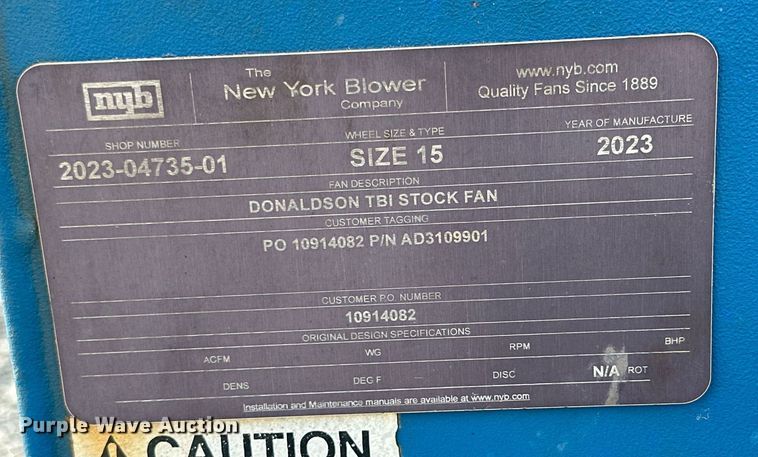 nyb
The
New York Blower
Company
www.nyb.com
Quality Fans Since 1889
SHOP NUMBER
2023-04735-01
WHEEL SIZE & TYPE
SIZE 15
YEAR OF MANUFACTURE
2023
FAN DESCRIPTION
DONALDSON TBI STOCK FAN
CUSTOMER TAGGING
PO 10914082 P/N AD3109901
CUSTOMER P.O. NUMBER
10914082
ORIGINAL DESIGN SPECIFICATIONS
ACFM WG RPM BHP
DENS DEG F DISC N/A ROT
Installation and Maintenance manuals are available at www.nyb.com
Purple Wave Auction
CAUTION